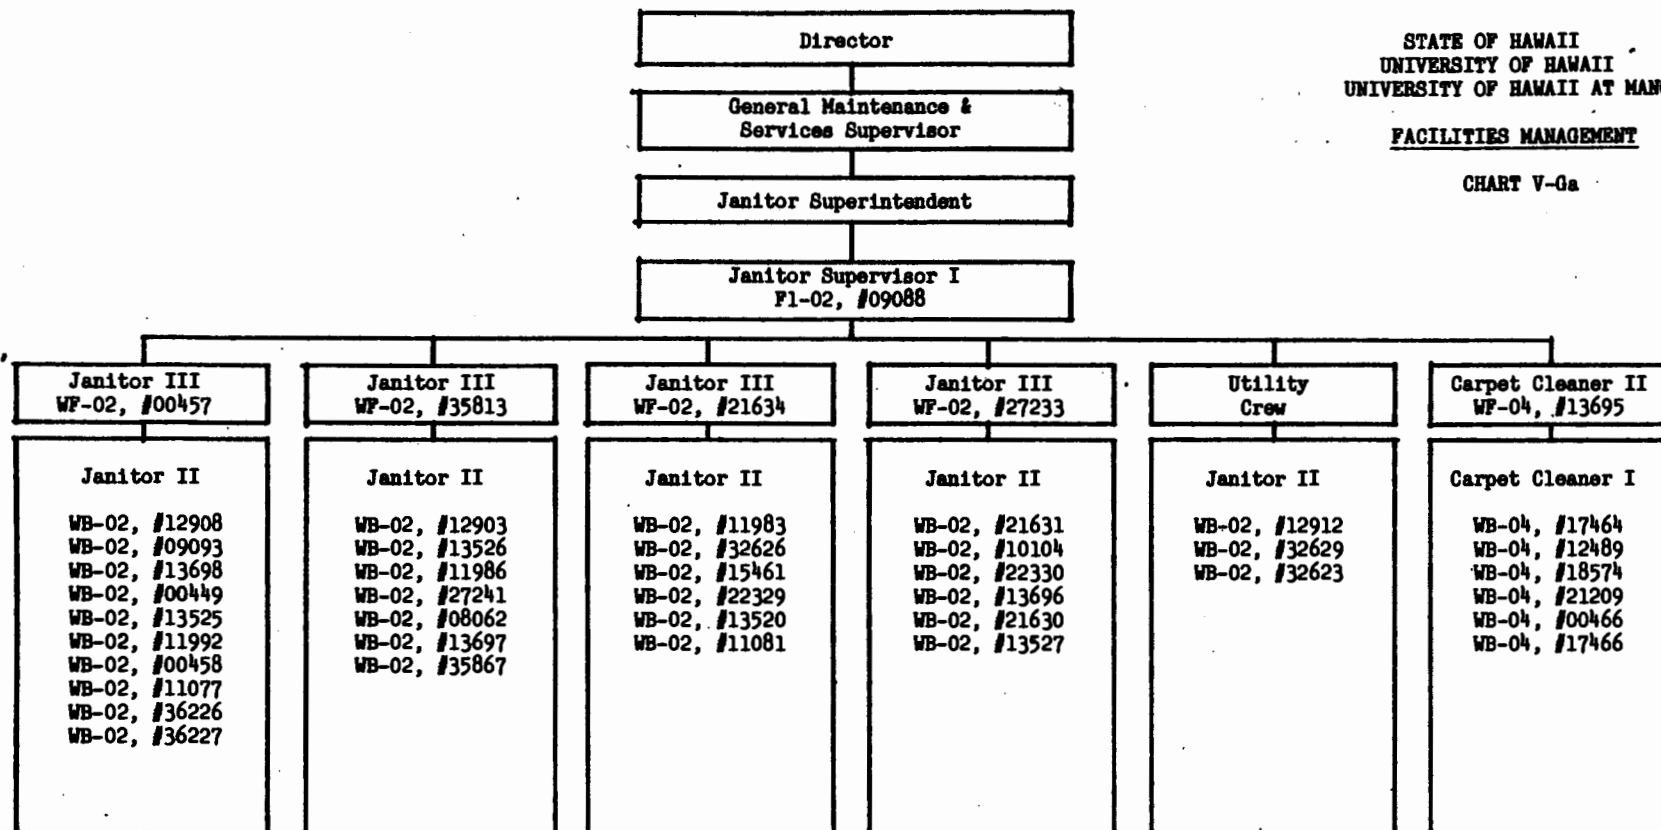 Director
General Maintenance &
Services Supervisor
Janitor Superintendent
Janitor Supervisor I
F1-02, #09088
STATE OF HAWAII
UNIVERSITY OF HAWAII
UNIVERSITY OF HAWAII AT
FACILITIES MANAGEMENT
CHART V-Ga
Janitor III
WF-02, #00457
Janitor II
WB-02, #12908
WB-02, #09093
WB-02, #13698
WB-02, #00449
WB-02, #13525
WB-02, #11992
WB-02, #00458
WB-02, #11077
WB-02, #36226
WB-02, #36227
Janitor III
WF-02, #35813
Janitor II
WB-02, #12903
WB-02, #13526
WB-02, #11986
WB-02, #27241
WB-02, #08062
WB-02, #13697
WB-02, #35867
Janitor III
WF-02, #21634
Janitor II
WB-02, #11983
WB-02, #32626
WB-02, #15461
WB-02, #22329
WB-02, #13520
WB-02, #11081
Janitor III
WF-02, #27233
Janitor II
WB-02, #21631
WB-02, #10104
WB-02, #22330
WB-02, #13696
WB-02, #21630
WB-02, #13527
Utility
Crew
Janitor II
WB-02, #12912
WB-02, #32629
WB-02, #32623
Carpet Cleaner II
WF-04, #13695
Carpet Cleaner I
WB-04, #17464
WB-04, #12489
WB-04, #18574
WB-04, #21209
WB-04, #00466
WB-04, #17466